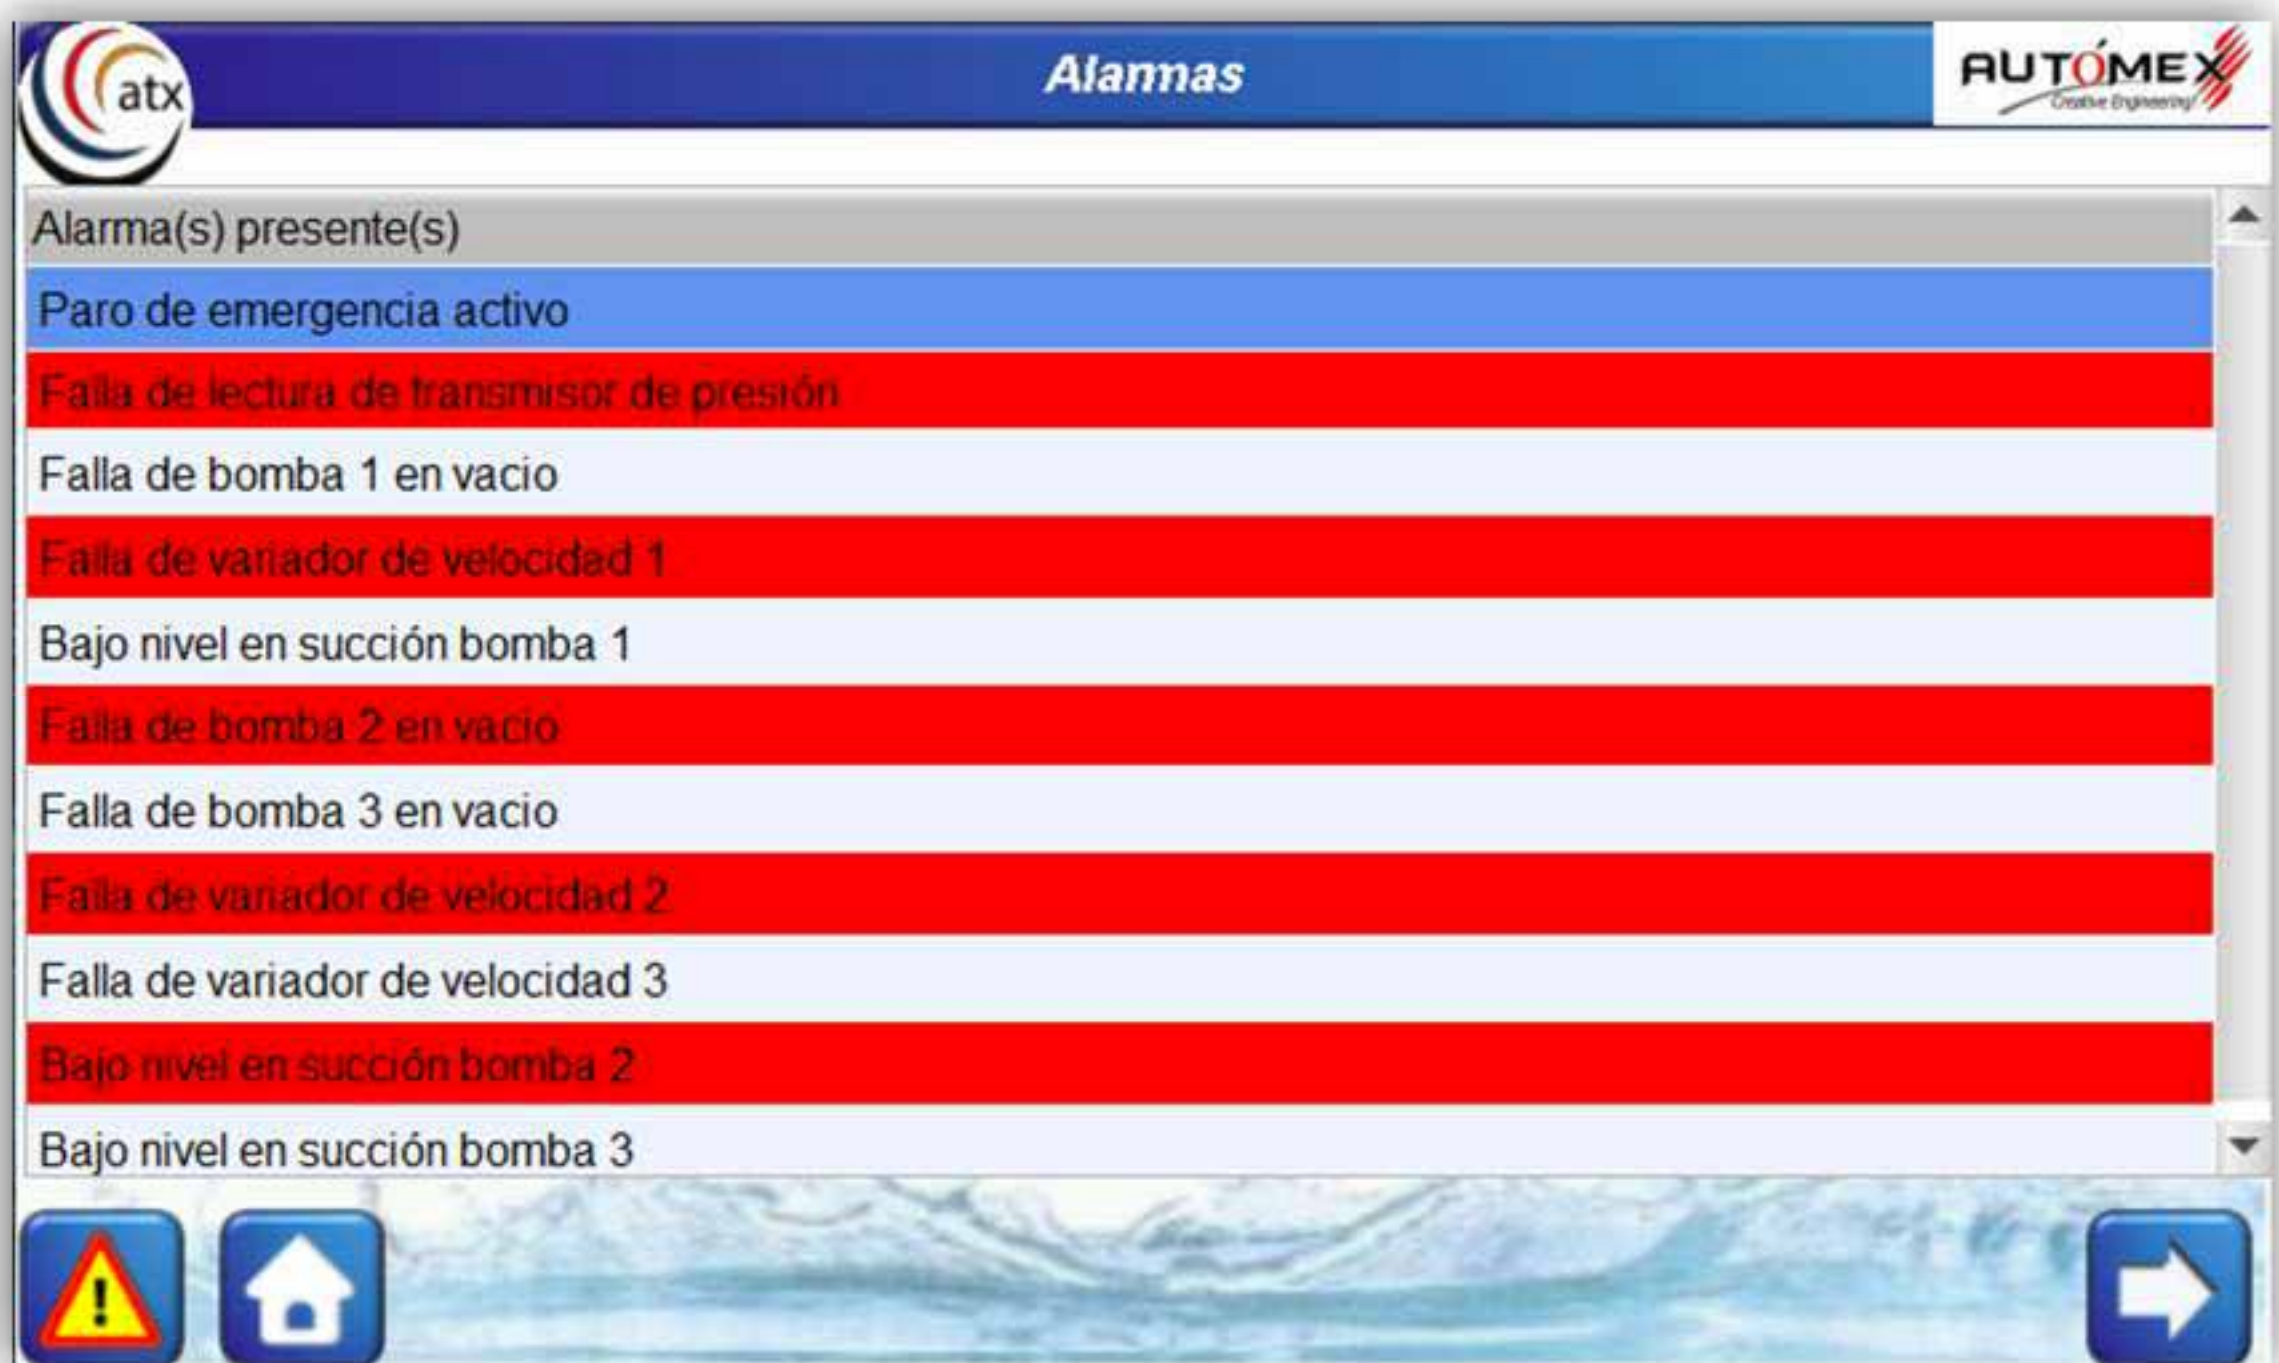 atx
Alarmas
AUTÓMEX
Creative Engineering!
Alarma(s) presente(s)
Paro de emergencia activo
Falla de lectura de transmisor de presión
Falla de bomba 1 en vacio
Falla de variador de velocidad 1
Bajo nivel en succión bomba 1
Falla de bomba 2 en vacio
Falla de bomba 3 en vacio
Falla de variador de velocidad 2
Falla de variador de velocidad 3
Bajo nivel en succión bomba 2
Bajo nivel en succión bomba 3
!